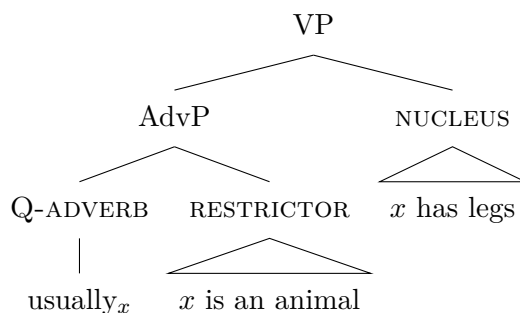 VP
AdvP NUCLEUS
Q-ADVERB RESTRICTOR x has legs
usuallyₓ x is an animal